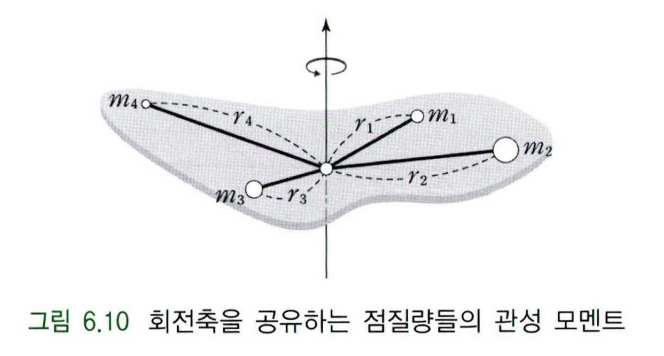 m₄
r₄
r₁
m₁
m₂
r₂
m₃
r₃
그림 6.10 회전축을 공유하는 점질량들의 관성 모멘트